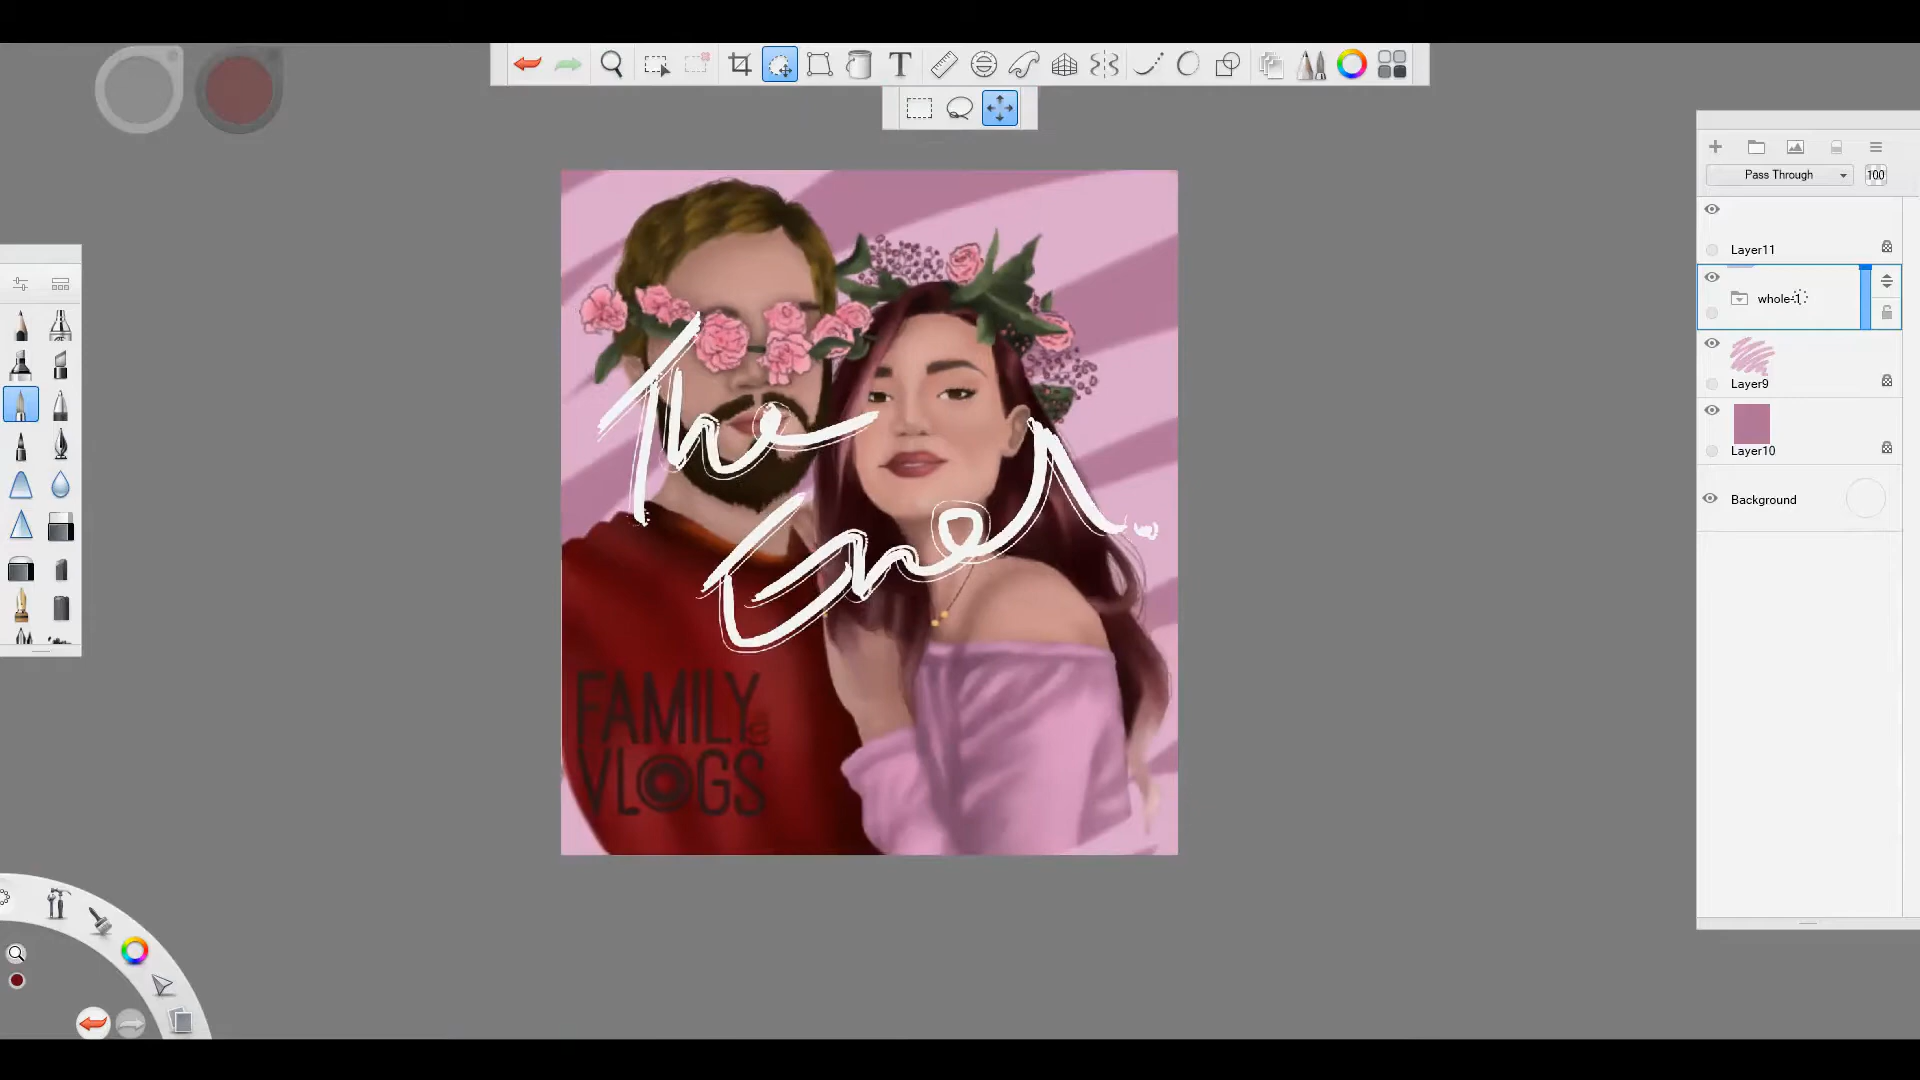 T
Pass Through 100
Layer11
whole-1
Layer9
Layer10
Background
The
End.
FAMILY
VLOGS